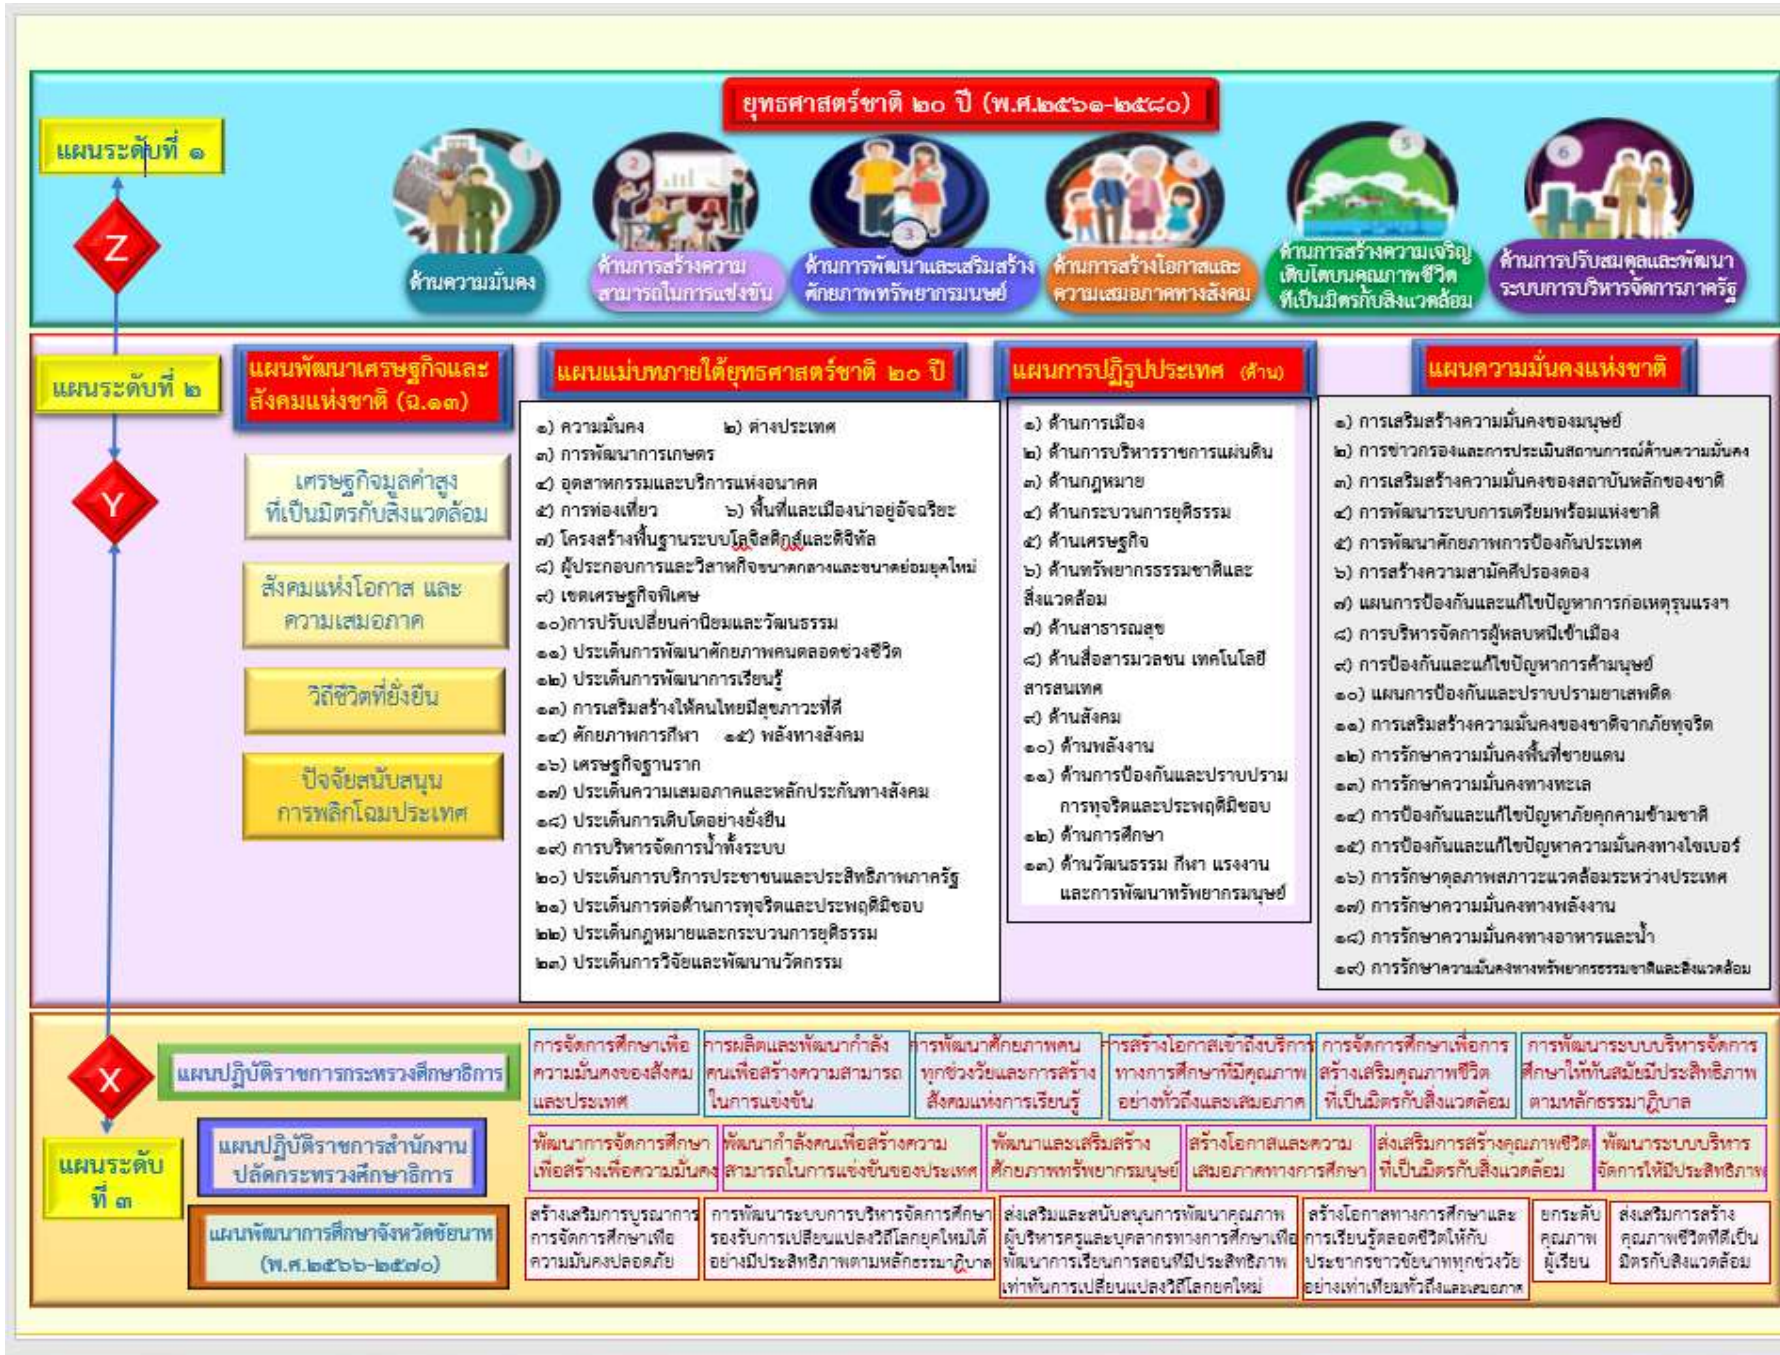 ยุทธศาสตร์ชาติ ๒๐ ปี (พ.ศ.๒๕๖๑-๒๕๘๐)
แผนระดับที่ ๑
Z
1
2
3
4
5
6
ด้านความมั่นคง
ด้านการสร้างความ
สามารถในการแข่งขัน
ด้านการพัฒนาและเสริมสร้าง
ศักยภาพทรัพยากรมนุษย์
ด้านการสร้างโอกาสและ
ความเสมอภาคทางสังคม
ด้านการสร้างความเจริญ
เติบโตบนคุณภาพชีวิต
ที่เป็นมิตรกับสิ่งแวดล้อม
ด้านการปรับสมดุลและพัฒนา
ระบบการบริหารจัดการภาครัฐ
แผนระดับที่ ๒
Y
แผนพัฒนาเศรษฐกิจและ
สังคมแห่งชาติ (ฉ.๑๓)
เศรษฐกิจมูลค่าสูง
ที่เป็นมิตรกับสิ่งแวดล้อม
สังคมแห่งโอกาส และ
ความเสมอภาค
วิถีชีวิตที่ยั่งยืน
ปัจจัยสนับสนุน
การพลิกโฉมประเทศ
แผนแม่บทภายใต้ยุทธศาสตร์ชาติ ๒๐ ปี
๑) ความมั่นคง ๒) ต่างประเทศ
๓) การพัฒนาการเกษตร
๔) อุตสาหกรรมและบริการแห่งอนาคต
๕) การท่องเที่ยว ๖) พื้นที่และเมืองน่าอยู่อัจฉริยะ
๗) โครงสร้างพื้นฐานระบบโลจิสติกส์และดิจิทัล
๘) ผู้ประกอบการและวิสาหกิจขนาดกลางและขนาดย่อมยุคใหม่
๙) เขตเศรษฐกิจพิเศษ
๑๐)การปรับเปลี่ยนค่านิยมและวัฒนธรรม
๑๑) ประเด็นการพัฒนาศักยภาพคนตลอดช่วงชีวิต
๑๒) ประเด็นการพัฒนาการเรียนรู้
๑๓) การเสริมสร้างให้คนไทยมีสุขภาวะที่ดี
๑๔) ศักยภาพการกีฬา ๑๕) พลังทางสังคม
๑๖) เศรษฐกิจฐานราก
๑๗) ประเด็นความเสมอภาคและหลักประกันทางสังคม
๑๘) ประเด็นการเติบโตอย่างยั่งยืน
๑๙) การบริหารจัดการน้ำทั้งระบบ
๒๐) ประเด็นการบริการประชาชนและประสิทธิภาพภาครัฐ
๒๑) ประเด็นการต่อต้านการทุจริตและประพฤติมิชอบ
๒๒) ประเด็นกฎหมายและกระบวนการยุติธรรม
๒๓) ประเด็นการวิจัยและพัฒนานวัตกรรม
แผนการปฏิรูปประเทศ (ด้าน)
๑) ด้านการเมือง
๒) ด้านการบริหารราชการแผ่นดิน
๓) ด้านกฎหมาย
๔) ด้านกระบวนการยุติธรรม
๕) ด้านเศรษฐกิจ
๖) ด้านทรัพยากรธรรมชาติและ
สิ่งแวดล้อม
๗) ด้านสาธารณสุข
๘) ด้านสื่อสารมวลชน เทคโนโลยี
สารสนเทศ
๙) ด้านสังคม
๑๐) ด้านพลังงาน
๑๑) ด้านการป้องกันและปราบปราม
การทุจริตและประพฤติมิชอบ
๑๒) ด้านการศึกษา
๑๓) ด้านวัฒนธรรม กีฬา แรงงาน
และการพัฒนาทรัพยากรมนุษย์
แผนความมั่นคงแห่งชาติ
๑) การเสริมสร้างความมั่นคงของมนุษย์
๒) การข่าวกรองและการประเมินสถานการณ์ด้านความมั่นคง
๓) การเสริมสร้างความมั่นคงของสถาบันหลักของชาติ
๔) การพัฒนาระบบการเตรียมพร้อมแห่งชาติ
๕) การพัฒนาศักยภาพการป้องกันประเทศ
๖) การสร้างความสามัคคีปรองดอง
๗) แผนการป้องกันและแก้ไขปัญหาการก่อเหตุรุนแรงฯ
๘) การบริหารจัดการผู้หลบหนีเข้าเมือง
๙) การป้องกันและแก้ไขปัญหาการค้ามนุษย์
๑๐) แผนการป้องกันและปราบปรามยาเสพติด
๑๑) การเสริมสร้างความมั่นคงของชาติจากภัยทุจริต
๑๒) การรักษาความมั่นคงพื้นที่ชายแดน
๑๓) การรักษาความมั่นคงทางทะเล
๑๔) การป้องกันและแก้ไขปัญหาภัยคุกคามข้ามชาติ
๑๕) การป้องกันและแก้ไขปัญหาความมั่นคงทางไซเบอร์
๑๖) การรักษาดุลภาพสภาวะแวดล้อมระหว่างประเทศ
๑๗) การรักษาความมั่นคงทางพลังงาน
๑๘) การรักษาความมั่นคงทางอาหารและน้ำ
๑๙) การรักษาความมั่นคงทางทรัพยากรธรรมชาติและสิ่งแวดล้อม
X
แผนระดับ
ที่ ๓
แผนปฏิบัติราชการกระทรวงศึกษาธิการ
การจัดการศึกษาเพื่อ
ความมั่นคงของสังคม
และประเทศ
การผลิตและพัฒนากำลัง
คนเพื่อสร้างความสามารถ
ในการแข่งขัน
การพัฒนาศักยภาพคน
ทุกช่วงวัยและการสร้าง
สังคมแห่งการเรียนรู้
การสร้างโอกาสเข้าถึงบริการ
ทางการศึกษาที่มีคุณภาพ
อย่างทั่วถึงและเสมอภาค
การจัดการศึกษาเพื่อการ
สร้างเสริมคุณภาพชีวิต
ที่เป็นมิตรกับสิ่งแวดล้อม
การพัฒนาระบบบริหารจัดการ
ศึกษาให้ทันสมัยมีประสิทธิภาพ
ตามหลักธรรมาภิบาล
แผนปฏิบัติราชการสำนักงาน
ปลัดกระทรวงศึกษาธิการ
พัฒนาการจัดการศึกษา
เพื่อสร้างเพื่อความมั่นคง
พัฒนากำลังคนเพื่อสร้างความ
สามารถในการแข่งขันของประเทศ
พัฒนาและเสริมสร้าง
ศักยภาพทรัพยากรมนุษย์
สร้างโอกาสและความ
เสมอภาคทางการศึกษา
ส่งเสริมการสร้างคุณภาพชีวิต
ที่เป็นมิตรกับสิ่งแวดล้อม
พัฒนาระบบบริหาร
จัดการให้มีประสิทธิภาพ
แผนพัฒนาการศึกษาจังหวัดชัยนาท
(พ.ศ.๒๕๖๖-๒๕๗๐)
สร้างเสริมการบูรณาการ
การจัดการศึกษาเพื่อ
ความมั่นคงปลอดภัย
การพัฒนาระบบการบริหารจัดการศึกษา
รองรับการเปลี่ยนแปลงวิถีโลกยุคใหม่ได้
อย่างมีประสิทธิภาพตามหลักธรรมาภิบาล
ส่งเสริมและสนับสนุนการพัฒนาคุณภาพ
ผู้บริหารครูและบุคลากรทางการศึกษาเพื่อ
พัฒนาการเรียนการสอนที่มีประสิทธิภาพ
เท่าทันการเปลี่ยนแปลงวิถีโลกยุคใหม่
สร้างโอกาสทางการศึกษาและ
การเรียนรู้ตลอดชีวิตให้กับ
ประชากรชาวชัยนาททุกช่วงวัย
อย่างเท่าเทียมทั่วถึงและเสมอภาค
ยกระดับ
คุณภาพ
ผู้เรียน
ส่งเสริมการสร้าง
คุณภาพชีวิตที่ดีเป็น
มิตรกับสิ่งแวดล้อม